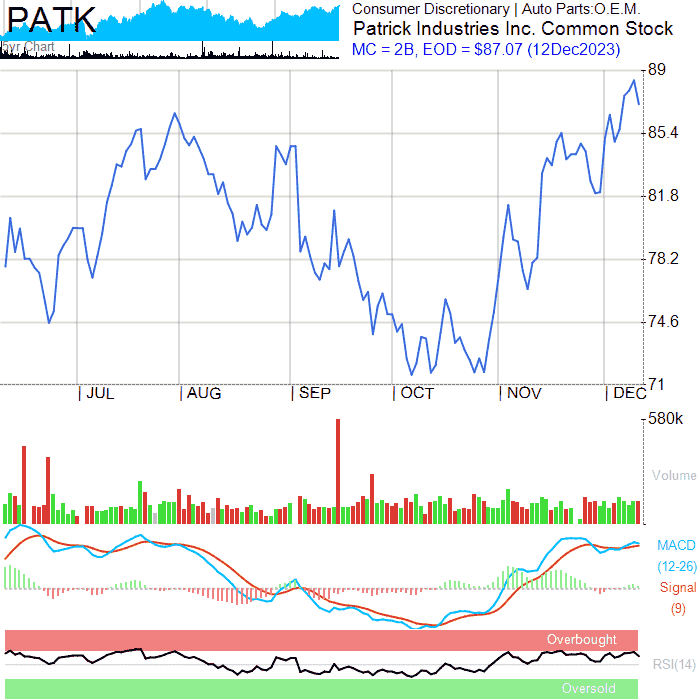 PATK
5yr Chart
Consumer Discretionary | Auto Parts:O.E.M.
Patrick Industries Inc. Common Stock
MC = 2B, EOD = $87.07 (12Dec2023)
89
85.4
81.8
78.2
74.6
71
| JUL | AUG | SEP | OCT | NOV | DEC
580k
Volume
MACD
(12-26)
Signal
(9)
Overbought
RSI(14)
Oversold